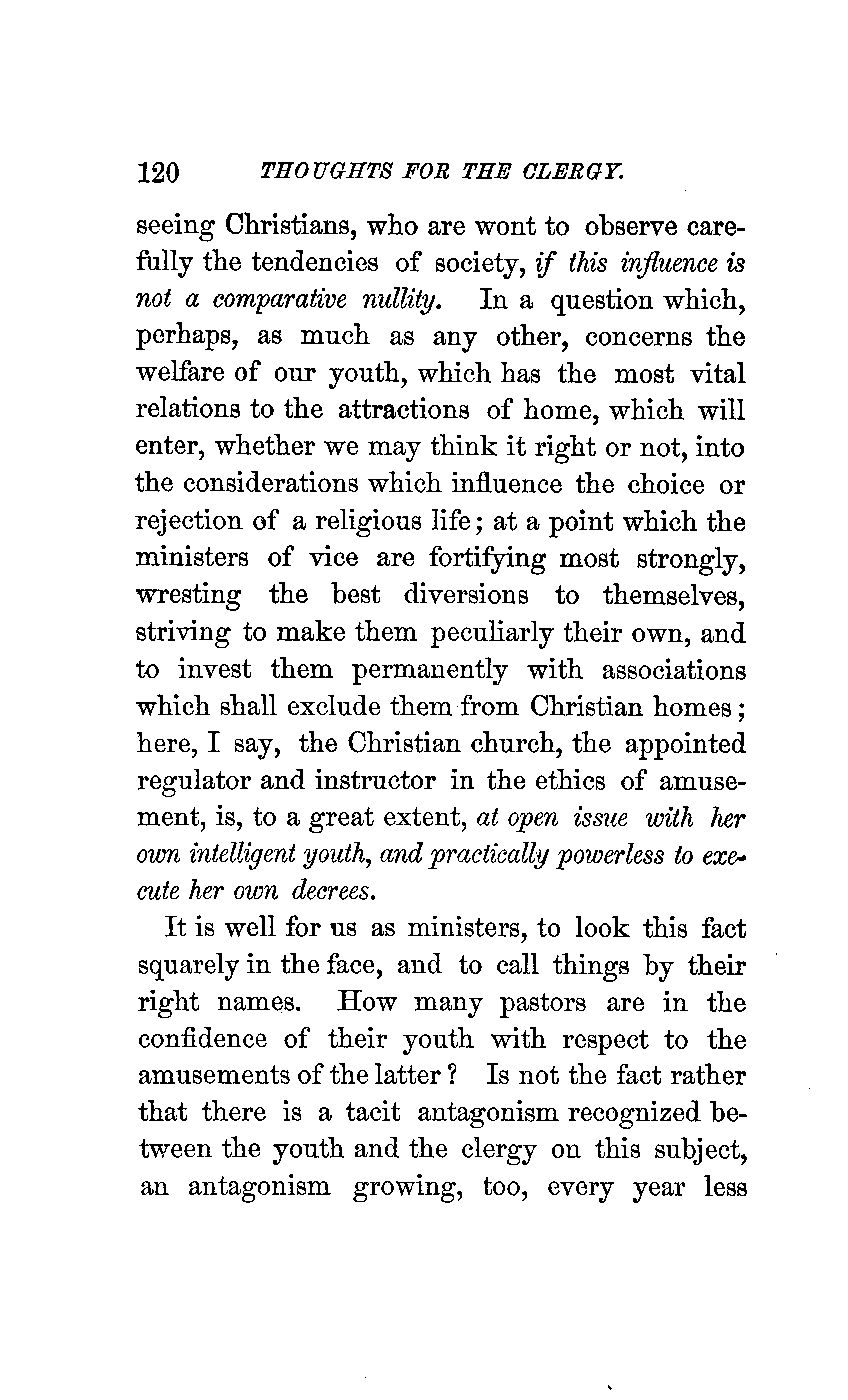 120 THOUGHTS FOR THE CLERGY.
seeing Christians, who are wont to observe care-
fully the tendencies of society, if this influence is
not a comparative nullity. In a question which,
perhaps, as much as any other, concerns the
welfare of our youth, which has the most vital
relations to the attractions of home, which will
enter, whether we may think it right or not, into
the considerations which influence the choice or
rejection of a religious life; at a point which the
ministers of vice are fortifying most strongly,
wresting the best diversions to themselves,
striving to make them peculiarly their own, and
to invest them permanently with associations
which shall exclude them from Christian homes;
here, I say, the Christian church, the appointed
regulator and instructor in the ethics of amuse-
ment, is, to a great extent, at open issue with her
own intelligent youth, and practically powerless to exe-
cute her own decrees.
It is well for us as ministers, to look this fact
squarely in the face, and to call things by their
right names. How many pastors are in the
confidence of their youth with respect to the
amusements of the latter? Is not the fact rather
that there is a tacit antagonism recognized be-
tween the youth and the clergy on this subject,
an antagonism growing, too, every year less